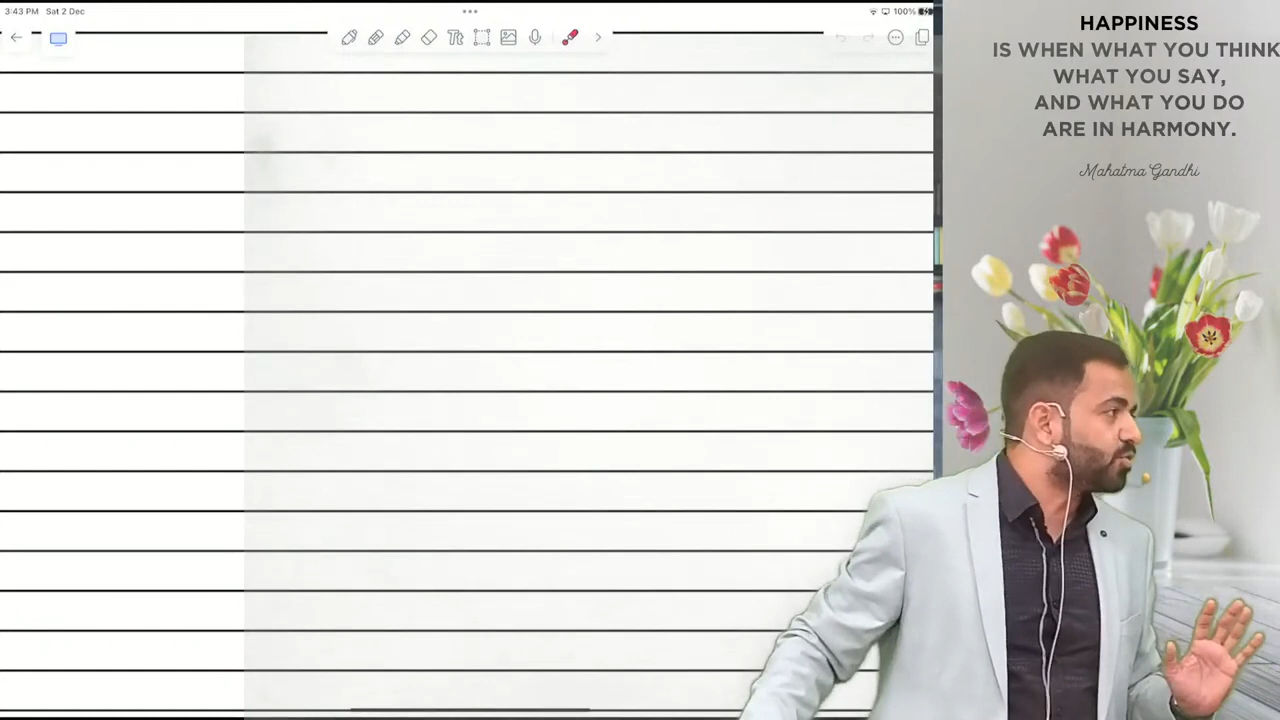 3:43 PM Sat 2 Dec
100%
Tt
HAPPINESS
IS WHEN WHAT YOU THINK
WHAT YOU SAY,
AND WHAT YOU DO
ARE IN HARMONY.
Mahatma Gandhi